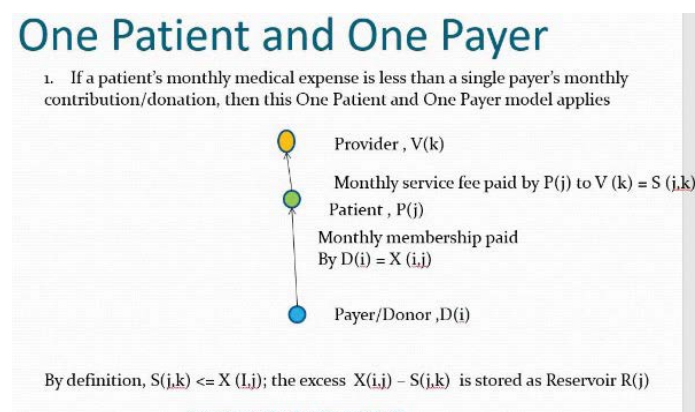 One Patient and One Payer
1. If a patient's monthly medical expense is less than a single payer's monthly
contribution/donation, then this One Patient and One Payer model applies
Provider , V(k)
Monthly service fee paid by P(j) to V (k) = S (j,k)
Patient , P(j)
Monthly membership paid
By D(i) = X (i,j)
Payer/Donor ,D(i)
By definition, S(j,k) <= X (I,j); the excess X(i,j) – S(j,k) is stored as Reservoir R(j)